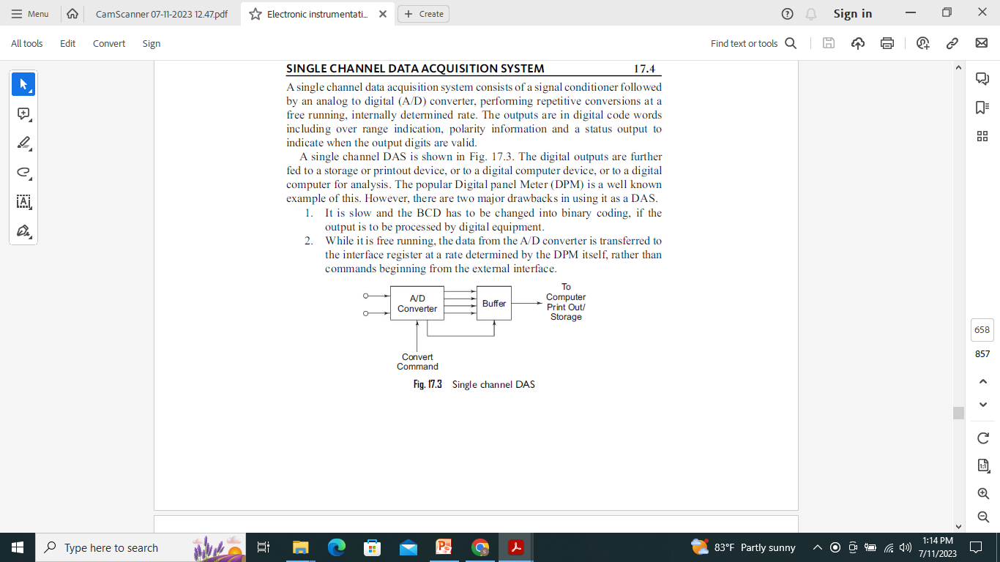 Menu
CamScanner 07-11-2023 12.47.pdf
Electronic instrumentati...
Create
Sign in
All tools
Edit
Convert
Sign
Find text or tools
SINGLE CHANNEL DATA ACQUISITION SYSTEM 17.4
A single channel data acquisition system consists of a signal conditioner followed
by an analog to digital (A/D) converter, performing repetitive conversions at a
free running, internally determined rate. The outputs are in digital code words
including over range indication, polarity information and a status output to
indicate when the output digits are valid.
A single channel DAS is shown in Fig. 17.3. The digital outputs are further
fed to a storage or printout device, or to a digital computer device, or to a digital
computer for analysis. The popular Digital panel Meter (DPM) is a well known
example of this. However, there are two major drawbacks in using it as a DAS.
1. It is slow and the BCD has to be changed into binary coding, if the
output is to be processed by digital equipment.
2. While it is free running, the data from the A/D converter is transferred to
the interface register at a rate determined by the DPM itself, rather than
commands beginning from the external interface.
A/D
Converter
Buffer
To
Computer
Print Out/
Storage
Convert
Command
Fig. 17.3 Single channel DAS
658
857
1:1
Type here to search
83°F Partly sunny
1:14 PM
7/11/2023